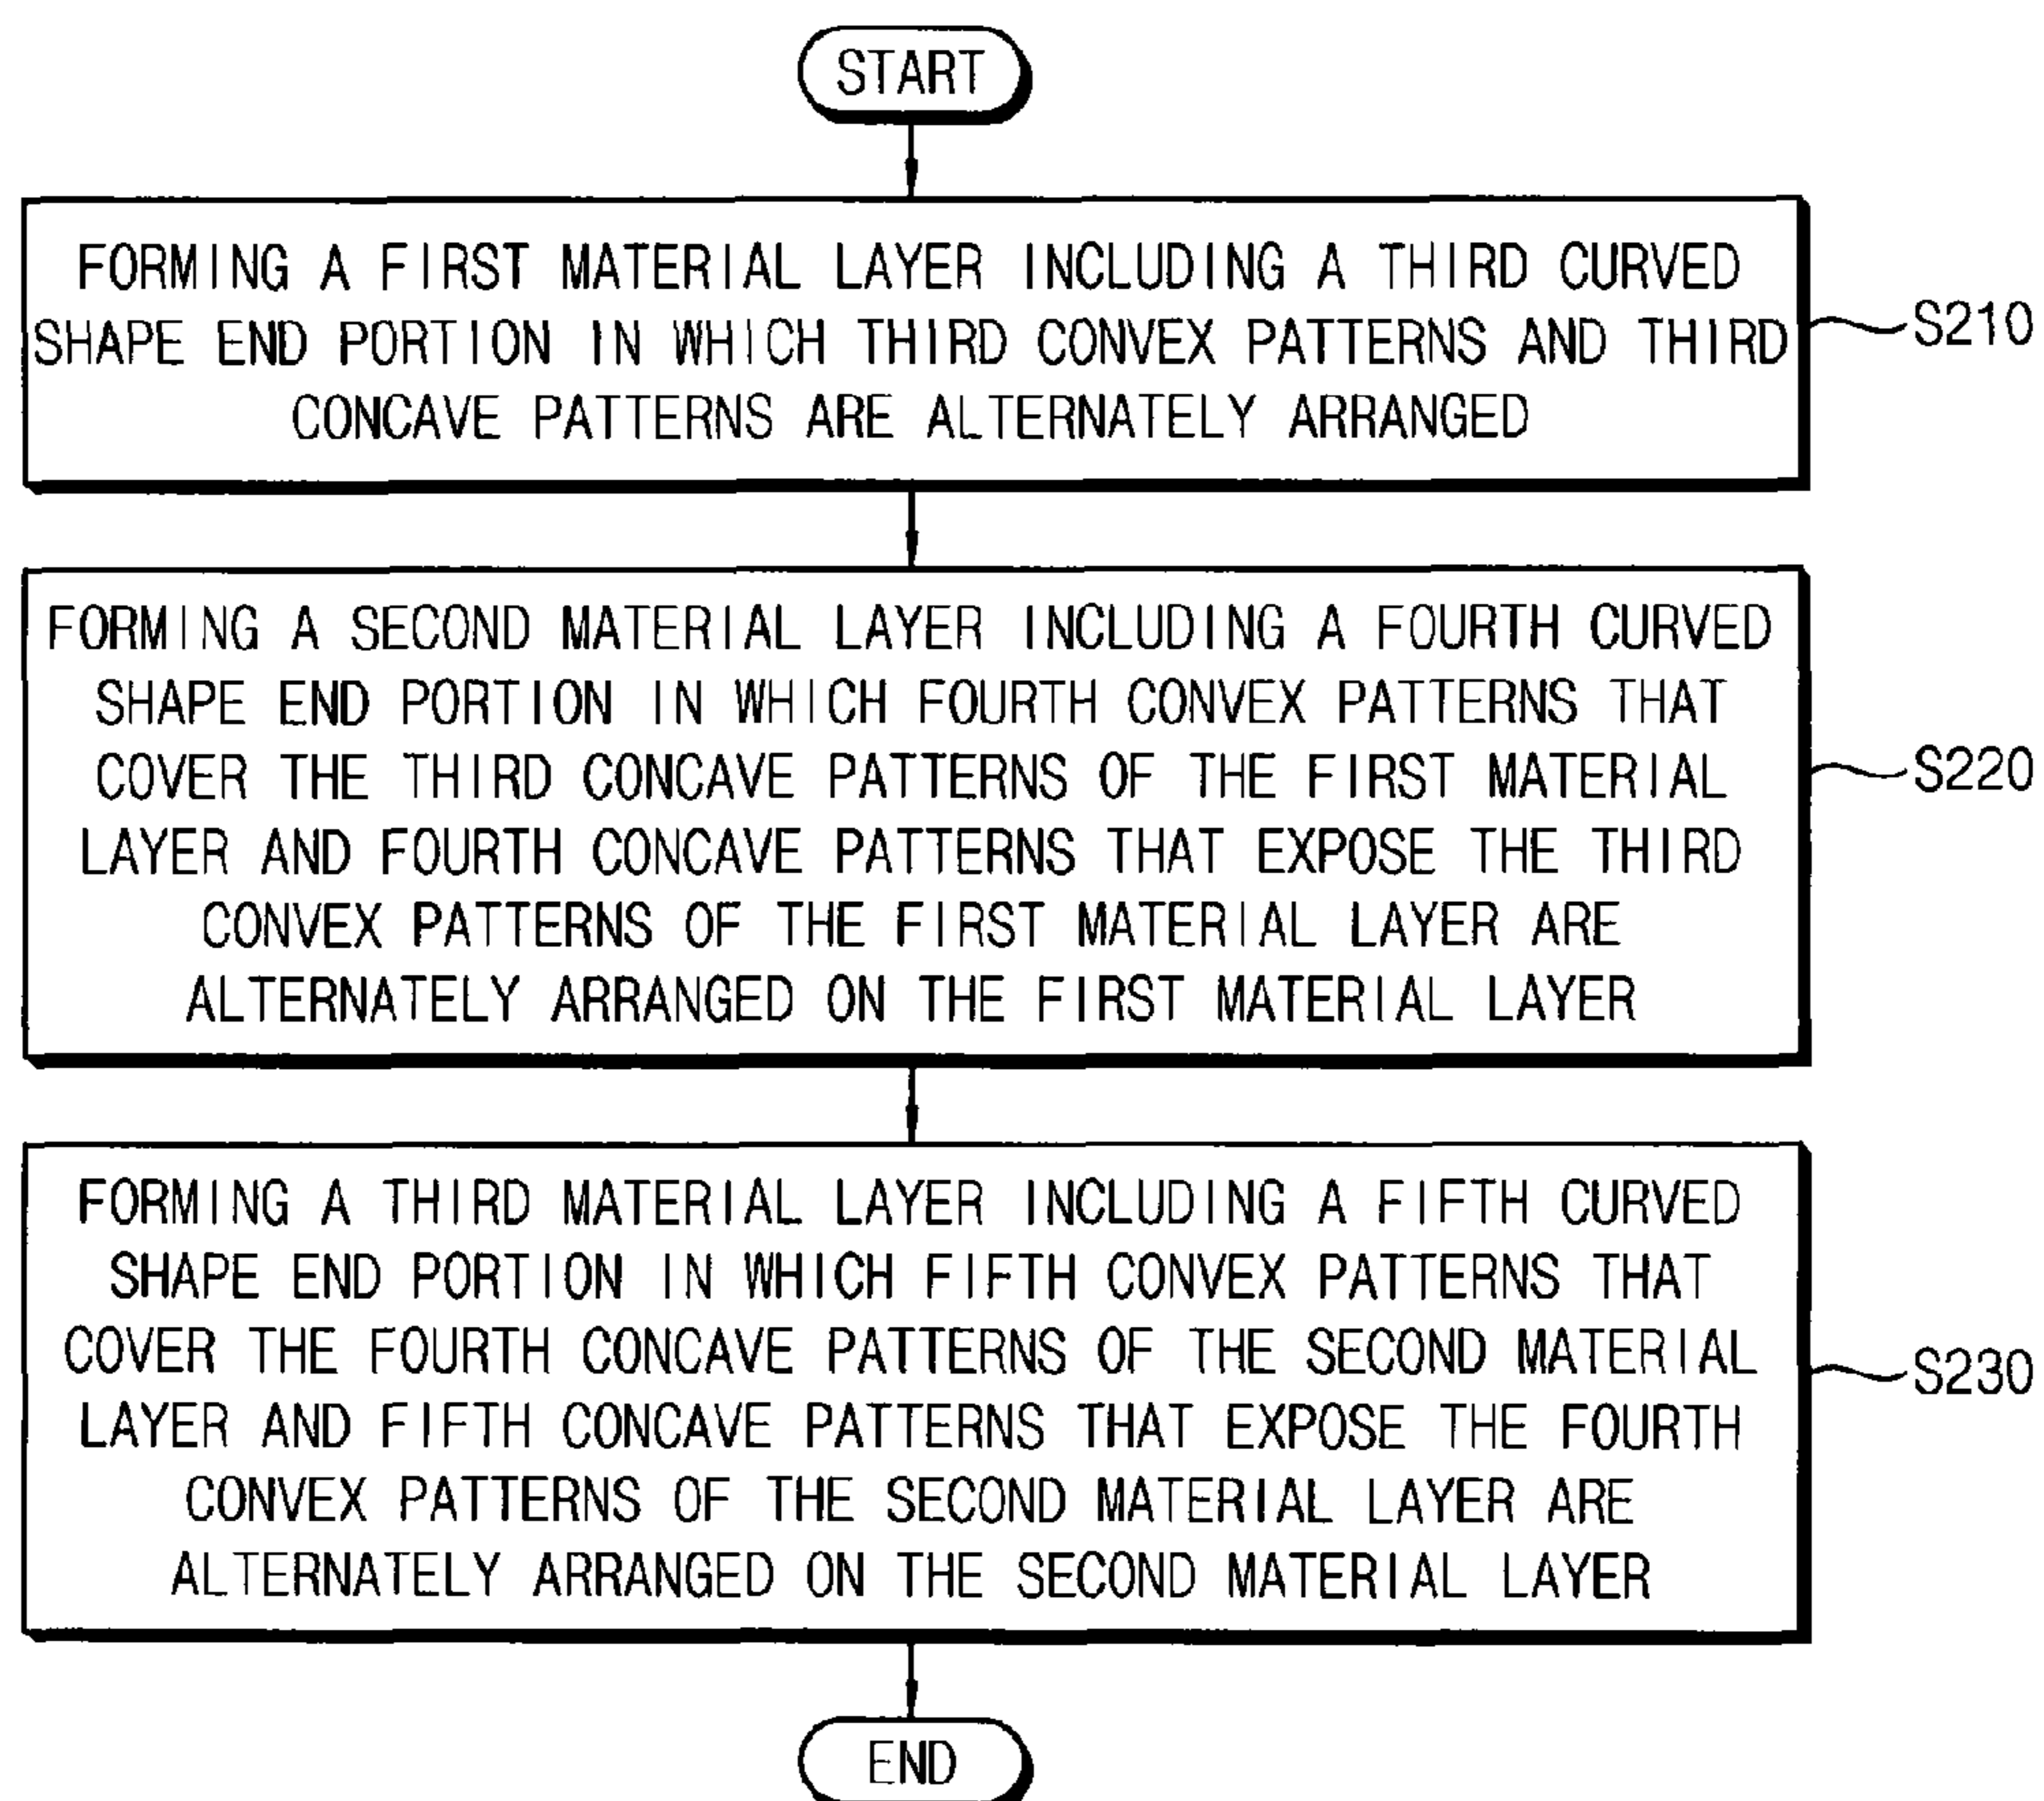 START
FORMING A FIRST MATERIAL LAYER INCLUDING A THIRD CURVED
SHAPE END PORTION IN WHICH THIRD CONVEX PATTERNS AND THIRD
CONCAVE PATTERNS ARE ALTERNATELY ARRANGED
S210
FORMING A SECOND MATERIAL LAYER INCLUDING A FOURTH CURVED
SHAPE END PORTION IN WHICH FOURTH CONVEX PATTERNS THAT
COVER THE THIRD CONCAVE PATTERNS OF THE FIRST MATERIAL
LAYER AND FOURTH CONCAVE PATTERNS THAT EXPOSE THE THIRD
CONVEX PATTERNS OF THE FIRST MATERIAL LAYER ARE
ALTERNATELY ARRANGED ON THE FIRST MATERIAL LAYER
S220
FORMING A THIRD MATERIAL LAYER INCLUDING A FIFTH CURVED
SHAPE END PORTION IN WHICH FIFTH CONVEX PATTERNS THAT
COVER THE FOURTH CONCAVE PATTERNS OF THE SECOND MATERIAL
LAYER AND FIFTH CONCAVE PATTERNS THAT EXPOSE THE FOURTH
CONVEX PATTERNS OF THE SECOND MATERIAL LAYER ARE
ALTERNATELY ARRANGED ON THE SECOND MATERIAL LAYER
S230
END